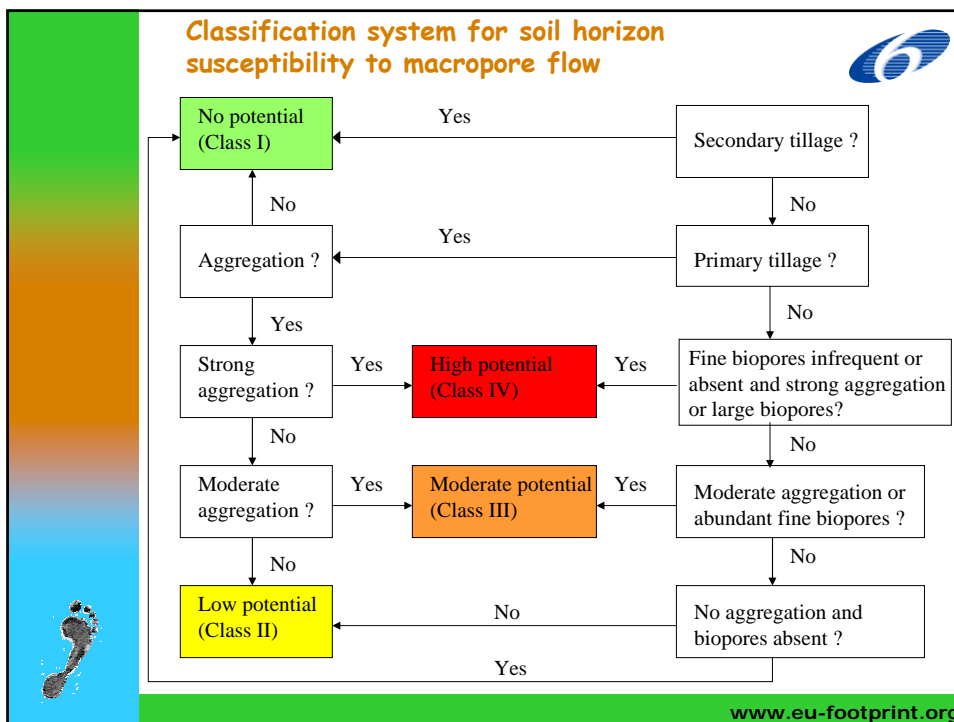 Classification system for soil horizon
susceptibility to macropore flow
6
No potential
(Class I)
Yes
Secondary tillage ?
No
No
Aggregation ?
Yes
Primary tillage ?
Yes
No
Strong
aggregation ?
Yes
High potential
(Class IV)
Yes
Fine biopores infrequent or
absent and strong aggregation
or large biopores?
No
No
Moderate
aggregation ?
Yes
Moderate potential
(Class III)
Yes
Moderate aggregation or
abundant fine biopores ?
No
No
Low potential
(Class II)
No
No aggregation and
biopores absent ?
Yes
www.eu-footprint.org